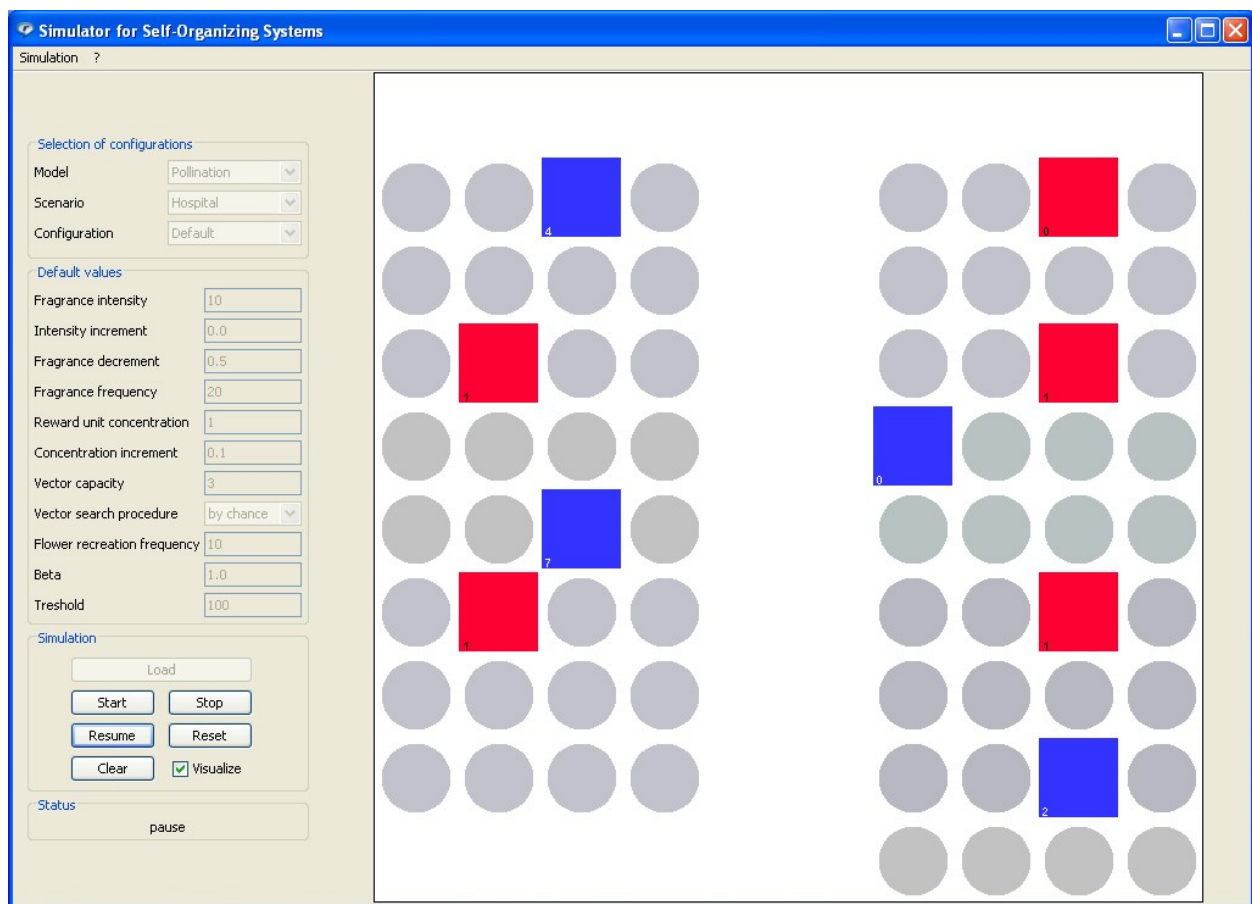 Simulator for Self-Organizing Systems
Simulation ?
Selection of configurations
Model Pollination
Scenario Hospital
Configuration Default
Default values
Fragrance intensity 10
Intensity increment 0.0
Fragrance decrement 0.5
Fragrance frequency 20
Reward unit concentration 1
Concentration increment 0.1
Vector capacity 3
Vector search procedure by chance
Flower recreation frequency 10
Beta 1.0
Treshold 100
Simulation
Load
Start Stop
Resume Reset
Clear Visualize
Status
pause
4 0
1 1
0
7
1 1
2